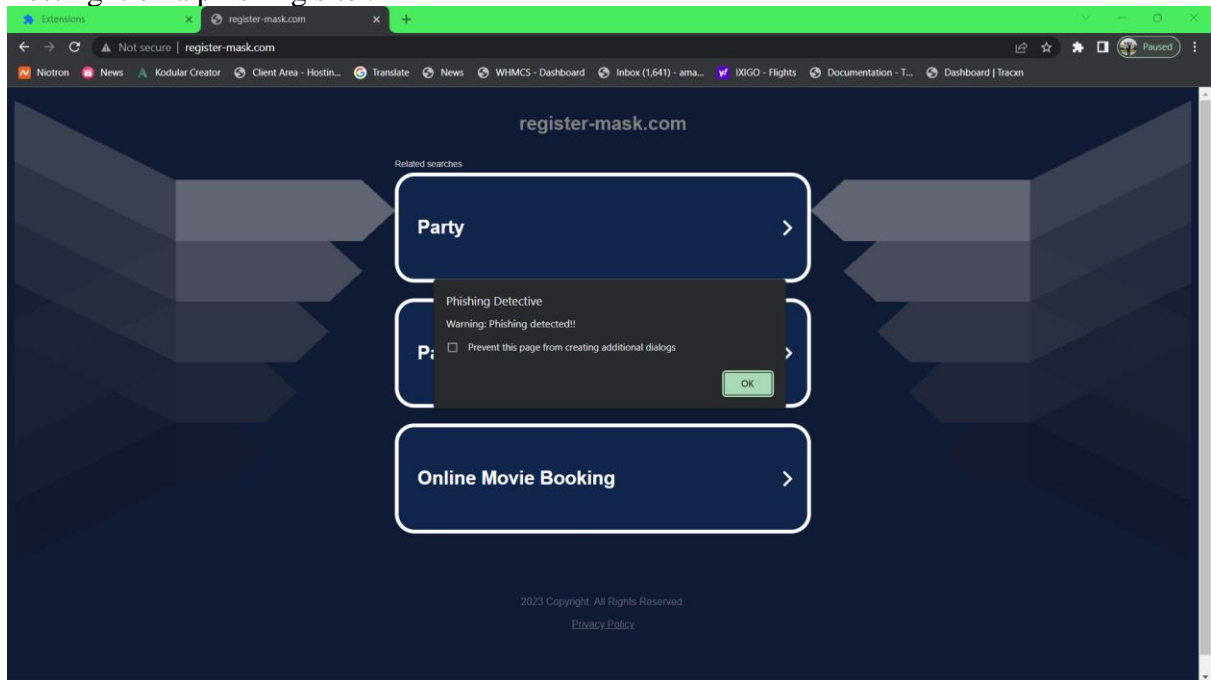 Extensions
register-mask.com
Not secure | register-mask.com
Paused
Niotron
News
Kodular Creator
Client Area - Hostin...
Translate
News
WHMCS - Dashboard
Inbox (1,641) - ama...
IXIGO - Flights
Documentation - T...
Dashboard | Tracxn
register-mask.com
Related searches
Party
Phishing Detective
Warning: Phishing detected!!
Prevent this page from creating additional dialogs
OK
Online Movie Booking
2023 Copyright. All Rights Reserved.
Privacy Policy